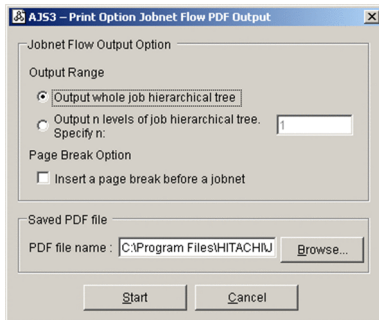 AJS3 – Print Option Jobnet Flow PDF Output
Jobnet Flow Output Option
Output Range
Output whole job hierarchical tree
Output n levels of job hierarchical tree.
Specify n:
1
Page Break Option
Insert a page break before a jobnet
Saved PDF file
PDF file name : C:\Program Files\HITACHI\J
Browse...
Start Cancel